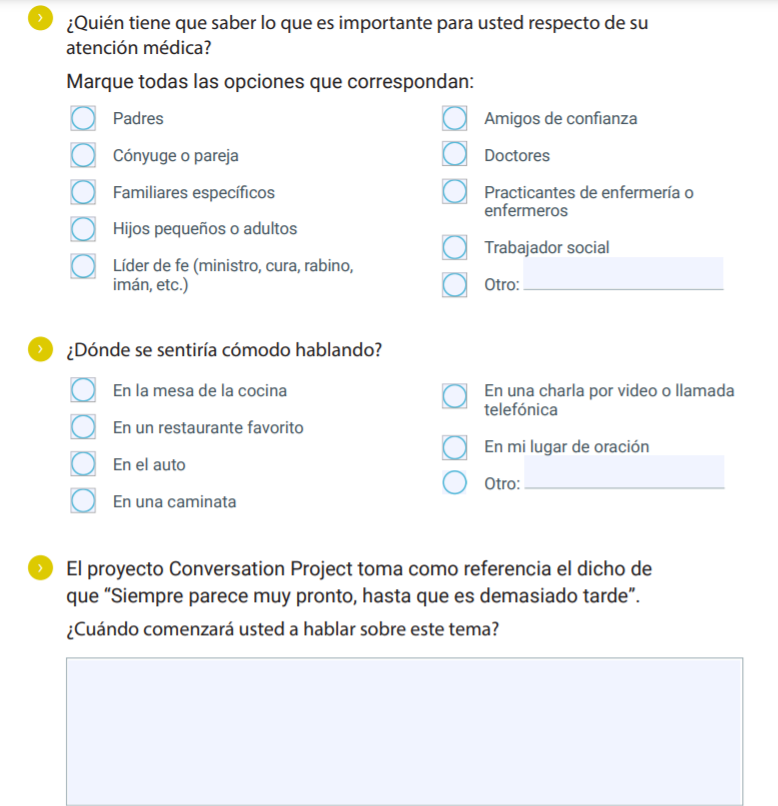 ¿Quién tiene que saber lo que es importante para usted respecto de su
atención médica?
Marque todas las opciones que correspondan:
Padres
Cónyuge o pareja
Familiares específicos
Hijos pequeños o adultos
Líder de fe (ministro, cura, rabino,
imán, etc.)
Amigos de confianza
Doctores
Practicantes de enfermería o
enfermeros
Trabajador social
Otro:
¿Dónde se sentiría cómodo hablando?
En la mesa de la cocina
En un restaurante favorito
En el auto
En una caminata
En una charla por video o llamada
telefónica
En mi lugar de oración
Otro:
El proyecto Conversation Project toma como referencia el dicho de
que “Siempre parece muy pronto, hasta que es demasiado tarde”.
¿Cuándo comenzará usted a hablar sobre este tema?